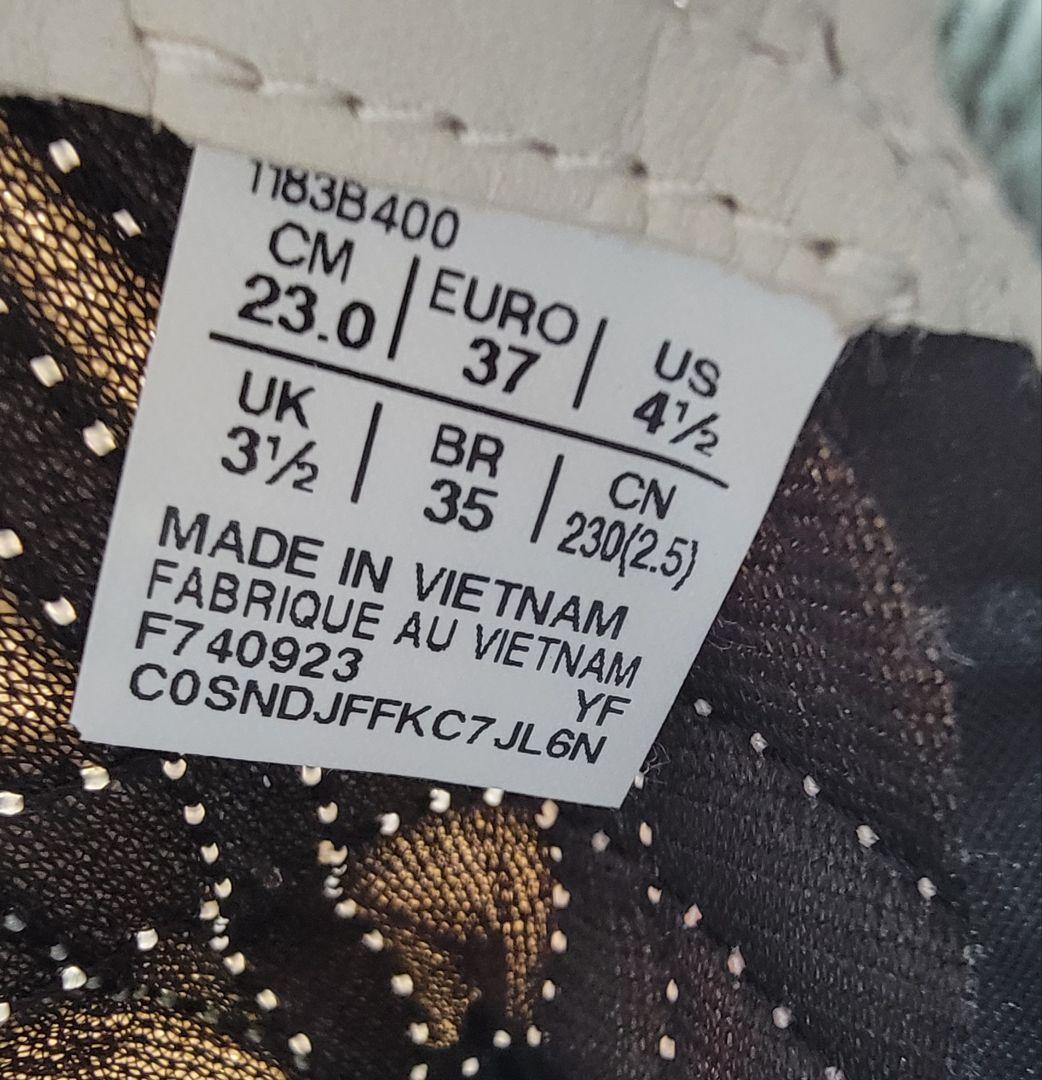 1183B400
CM | EURO | US
23.0 | 37 | 4½
UK | BR | CN
3½ | 35 | 230(2.5)
MADE IN VIETNAM
FABRIQUE AU VIETNAM
F740923 YF
C0SNDJFFKC7JL6N